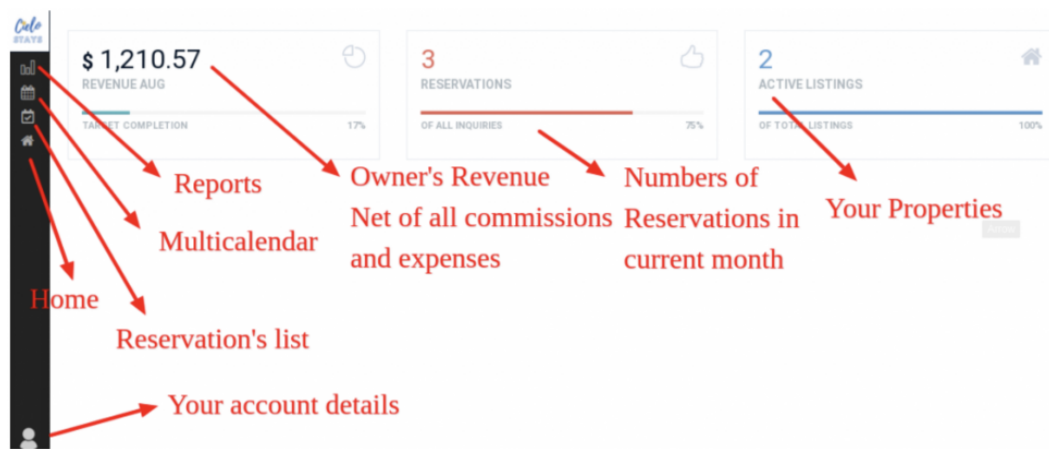 Cielo
STATE
$ 1,210.57
REVENUE AUG
TARGET COMPLETION 17%
3
RESERVATIONS
OF ALL INQUIRIES 75%
2
ACTIVE LISTINGS
OF TOTAL LISTINGS 100%
Reports
Owner's Revenue
Net of all commissions
and expenses
Numbers of
Reservations in
current month
Your Properties
Multicalendar
Home
Reservation's list
Your account details